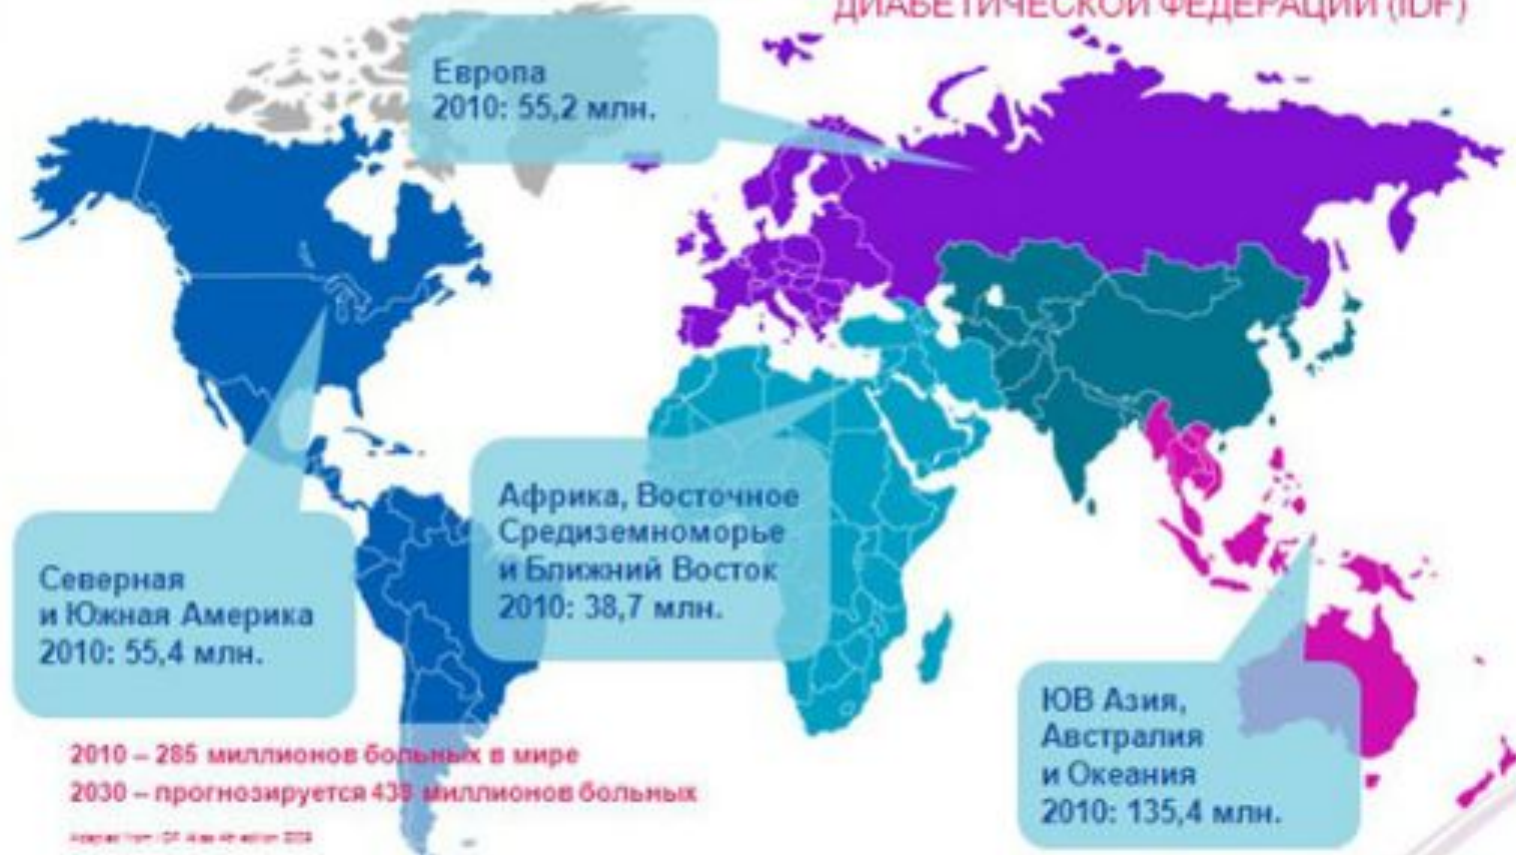 ДИАБЕТИЧЕСКОЙ ФЕДЕРАЦИИ (IDF)
Европа
2010: 55,2 млн.
Африка, Восточное
Средиземноморье
и Ближний Восток
2010: 38,7 млн.
Северная
и Южная Америка
2010: 55,4 млн.
ЮВ Азия,
Австралия
и Океания
2010: 135,4 млн.
2010 – 285 миллионов больных в мире
2030 – прогнозируется миллионов больных